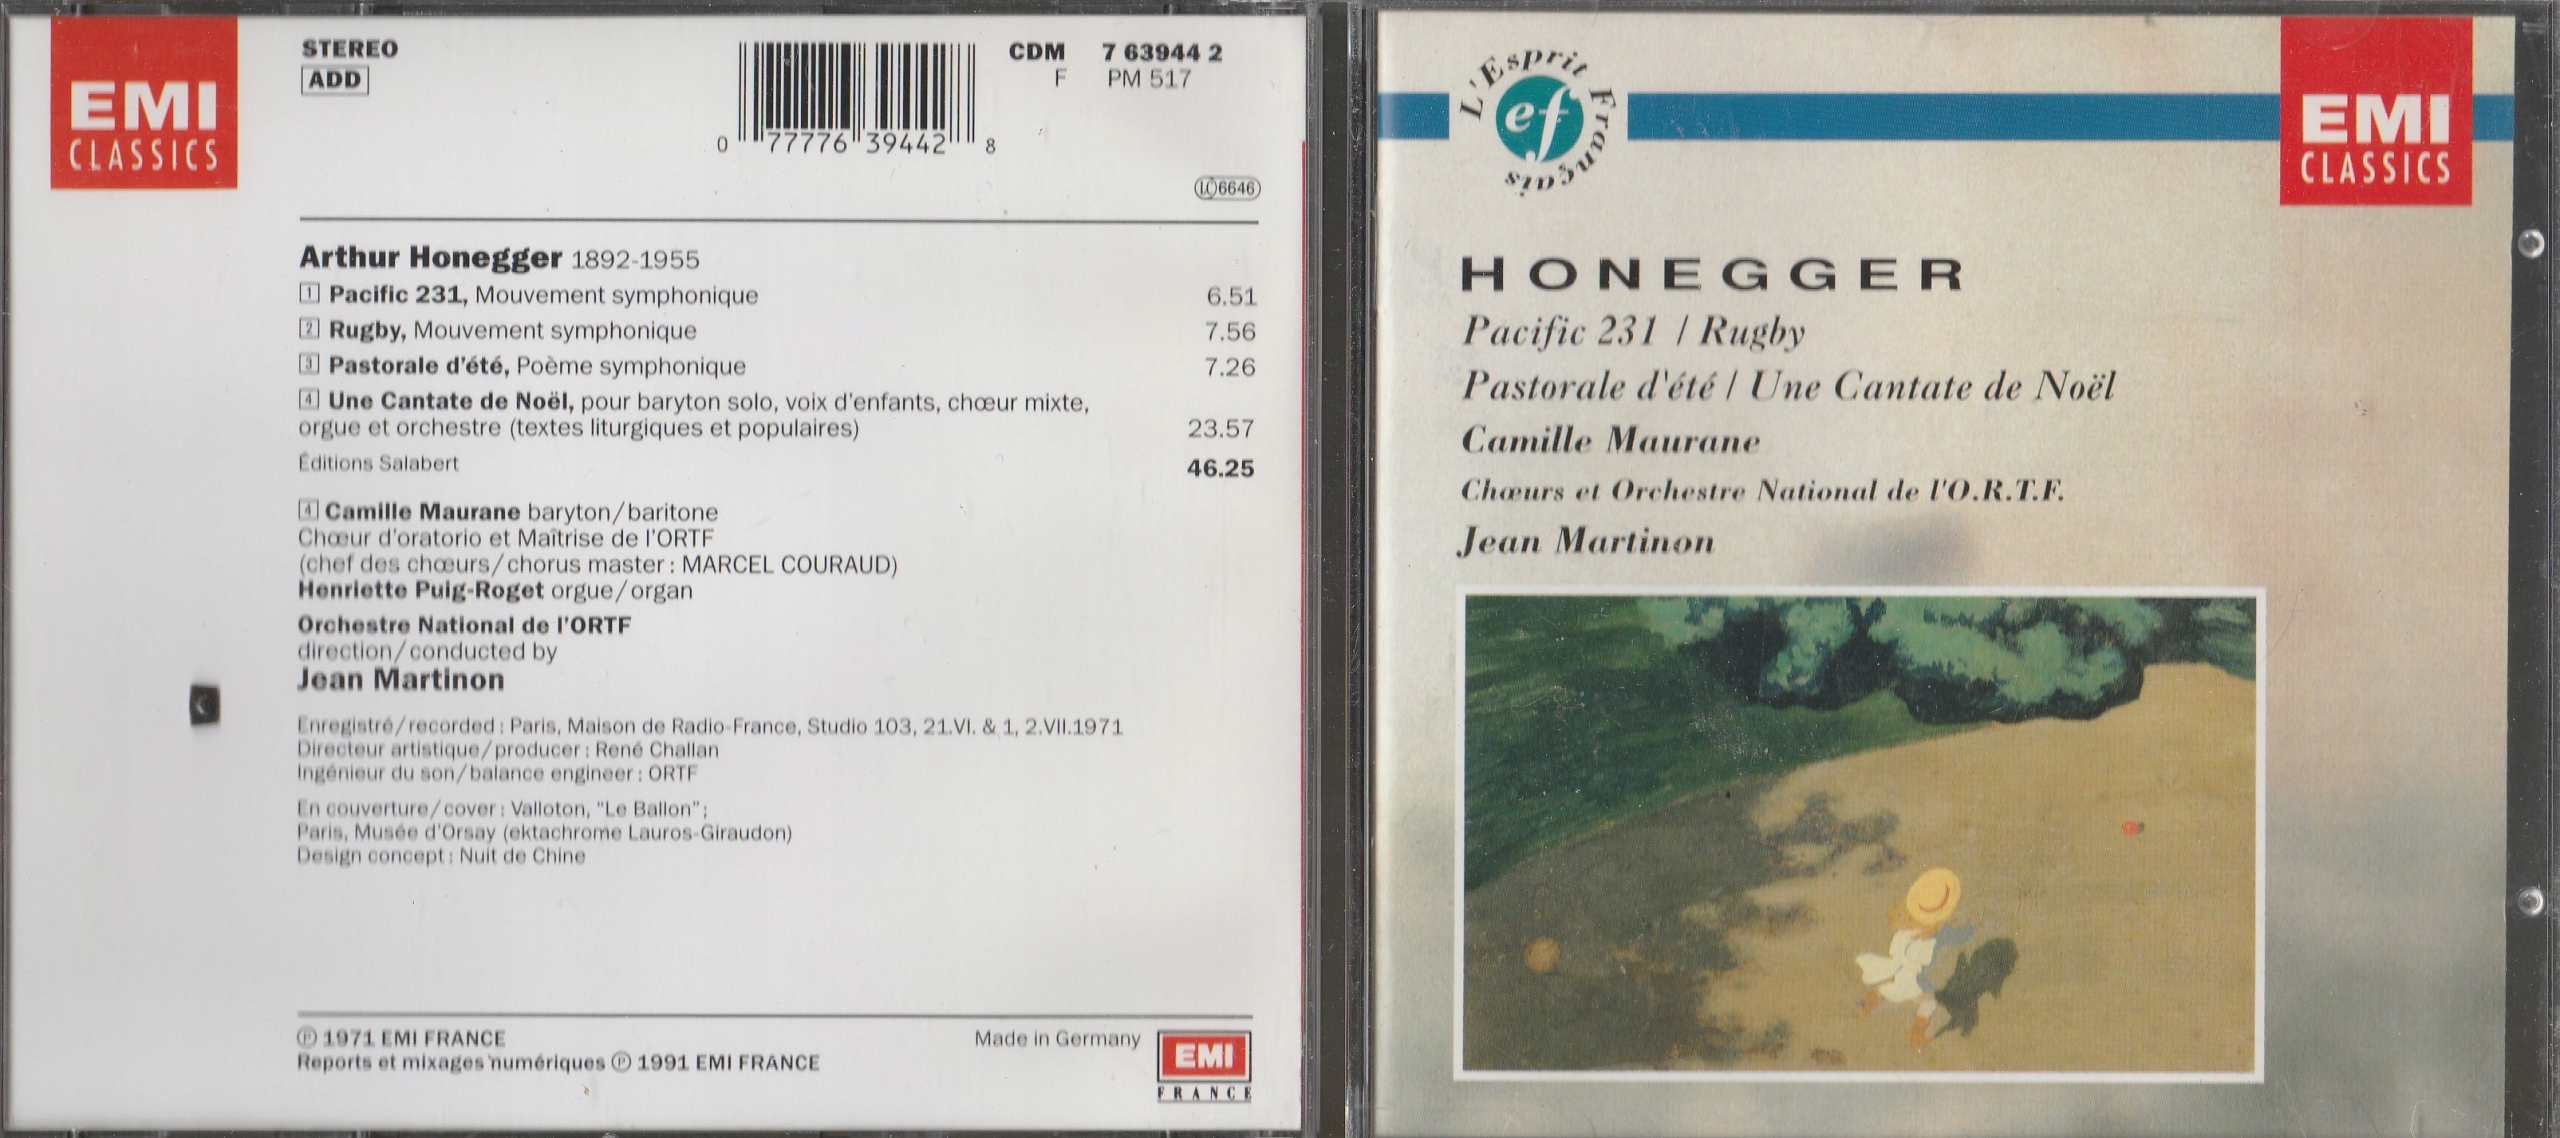 EMI
CLASSICS
STEREO
ADD
0 77776 39442 8
CDM 7 63944 2
F PM 517
LC 6646
Arthur Honegger 1892-1955
1 Pacific 231, Mouvement symphonique 6.51
2 Rugby, Mouvement symphonique 7.56
3 Pastorale d'été, Poème symphonique 7.26
4 Une Cantate de Noël, pour baryton solo, voix d'enfants, chœur mixte,
orgue et orchestre (textes liturgiques et populaires) 23.57
Éditions Salabert 46.25
4 Camille Maurane baryton/baritone
Chœur d'oratorio et Maîtrise de l'ORTF
(chef des chœurs/chorus master : MARCEL COURAUD)
Henriette Puig-Roget orgue/organ
Orchestre National de l'ORTF
direction/conducted by
Jean Martinon
Enregistré/recorded : Paris, Maison de Radio-France, Studio 103, 21.VI. & 1, 2.VII.1971
Directeur artistique/producer : René Challan
Ingénieur du son/balance engineer : ORTF
En couverture/cover : Valloton, "Le Ballon";
Paris, Musée d'Orsay (ektachrome Lauros-Giraudon)
Design concept : Nuit de Chine
℗ 1971 EMI FRANCE
Reports et mixages numériques ℗ 1991 EMI FRANCE
Made in Germany
EMI
FRANCE
L'Esprit Français
ef
EMI
CLASSICS
HONEGGER
Pacific 231 / Rugby
Pastorale d'été / Une Cantate de Noël
Camille Maurane
Chœurs et Orchestre National de l'O.R.T.F.
Jean Martinon